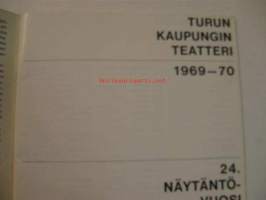 TURUN
KAUPUNGIN
TEATTERI
1969–70
24.
NÄYTÄNTÖ-
VUOSI